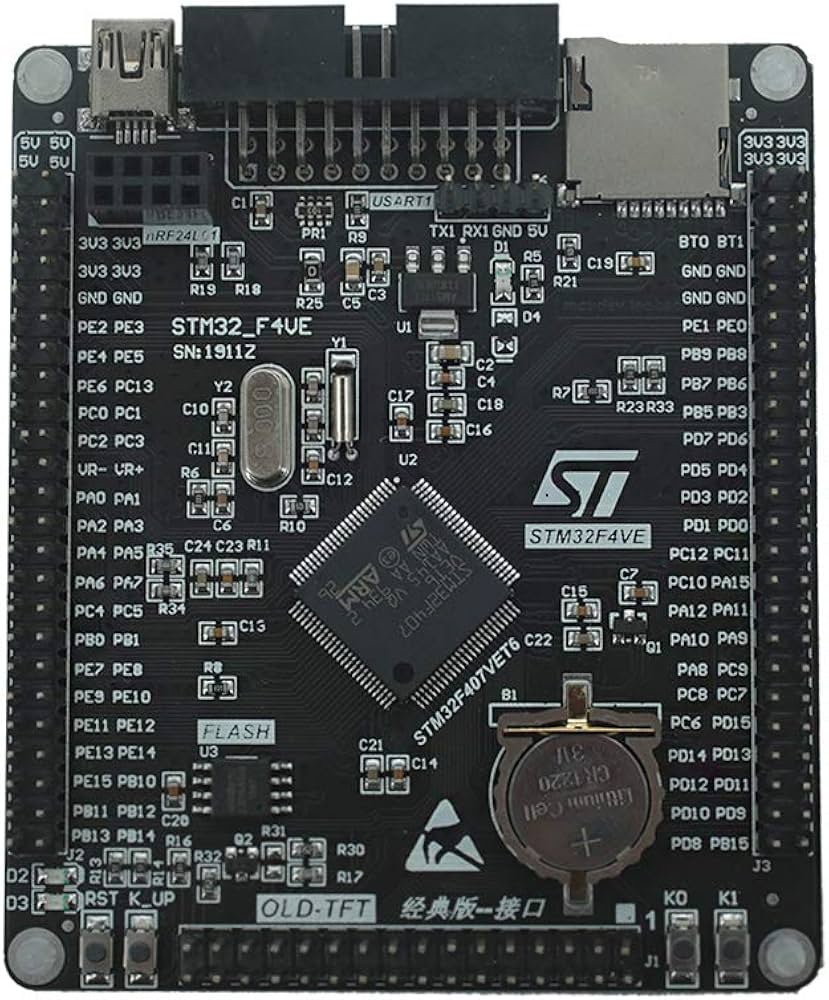 5V 5V
5V 5V
3V3 3V3
3V3 3V3
nRF24L01
C1
PR1
R9
USART1
TX1 RX1 GND 5V
3V3 3V3
3V3 3V3
GND GND
PE2 PE3
PE4 PE5
PE6 PC13
PC0 PC1
PC2 PC3
VR- VR+
PA0 PA1
PA2 PA3
PA4 PA5
PA6 PA7
PC4 PC5
PB0 PB1
PE7 PE8
PE9 PE10
PE11 PE12
PE13 PE14
PE15 PB10
PB11 PB12
PB13 PB14
J2
R19 R18
R25
C5
C3
U1
D1
R5
D4
R21
C19
STM32_F4VE
SN:1911Z
Y2
Y1
C10
C11
R6
C6
R10
C12
C17
C2
C4
C18
C16
U2
R7
R23 R33
ST
STM32F4VE
BT0 BT1
GND GND
GND GND
PE1 PE0
PB9 PB8
PB7 PB6
PB5 PB3
PD7 PD6
PD5 PD4
PD3 PD2
PD1 PD0
PC12 PC11
PC10 PA15
PA12 PA11
PA10 PA9
PA8 PC9
PC8 PC7
PC6 PD15
PD14 PD13
PD12 PD11
PD10 PD9
PD8 PB15
J3
R35
C24 C23 R11
R34
C13
R8
ARM
STM32F407
STM32F407VET6
C15
C7
C22
Q1
B1
3V
CR1220
Lithium Cell
+
FLASH
U3
C20
C21
C14
R13
R14
R16
R32
Q2
R31
R30
R17
D2
D3
RST K_UP
OLD-TFT 经典版--接口
1
J1
K0 K1